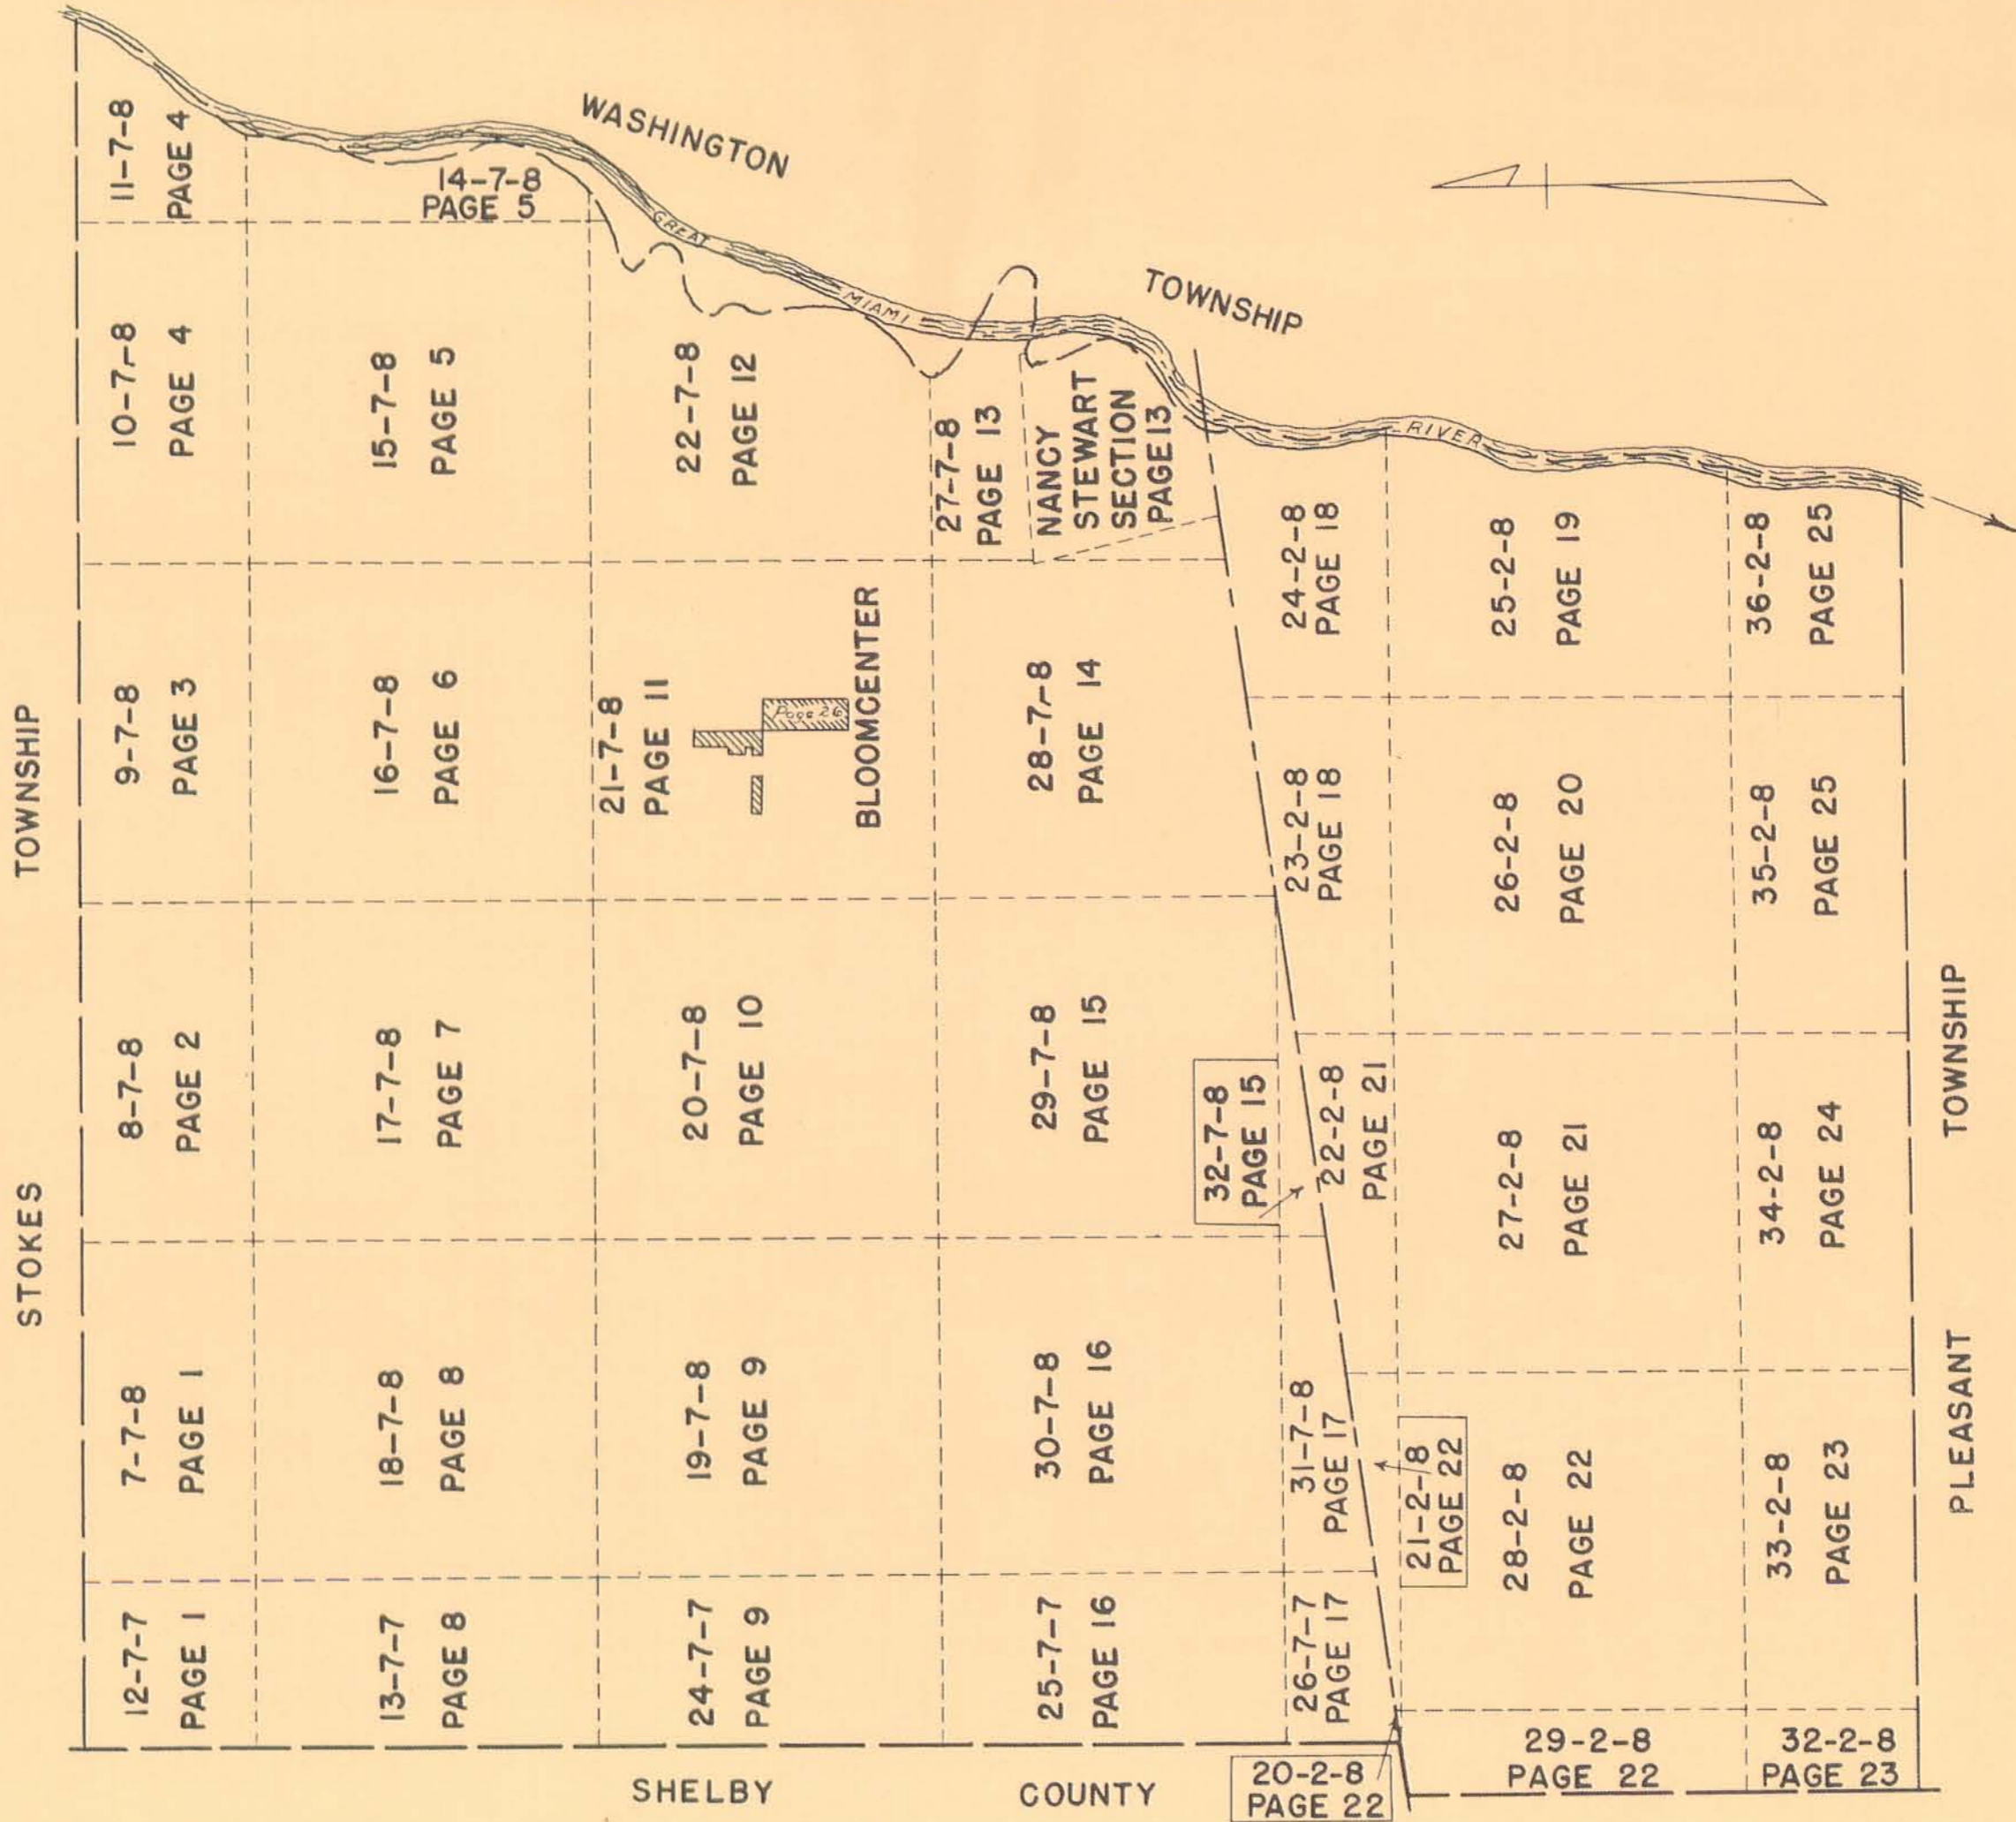 STOKES
TOWNSHIP
12-7-7
PAGE 1
7-7-8
PAGE 1
8-7-8
PAGE 2
9-7-8
PAGE 3
10-7-8
PAGE 4
11-7-8
PAGE 4
13-7-7
PAGE 8
18-7-8
PAGE 8
17-7-8
PAGE 7
16-7-8
PAGE 6
15-7-8
PAGE 5
14-7-8
PAGE 5
24-7-7
PAGE 9
19-7-8
PAGE 9
20-7-8
PAGE 10
21-7-8
PAGE 11
Page 26
BLOOMCENTER
22-7-8
PAGE 12
25-7-7
PAGE 16
30-7-8
PAGE 16
29-7-8
PAGE 15
28-7-8
PAGE 14
27-7-8
PAGE 13
NANCY
STEWART
SECTION
PAGE 13
26-7-7
PAGE 17
31-7-8
PAGE 17
32-7-8
PAGE 15
22-2-8
PAGE 21
23-2-8
PAGE 18
24-2-8
PAGE 18
20-2-8
PAGE 22
21-2-8
PAGE 22
29-2-8
PAGE 22
28-2-8
PAGE 22
27-2-8
PAGE 21
26-2-8
PAGE 20
25-2-8
PAGE 19
32-2-8
PAGE 23
33-2-8
PAGE 23
34-2-8
PAGE 24
35-2-8
PAGE 25
36-2-8
PAGE 25
WASHINGTON
TOWNSHIP
GREAT
MIAMI
RIVER
SHELBY
COUNTY
PLEASANT
TOWNSHIP